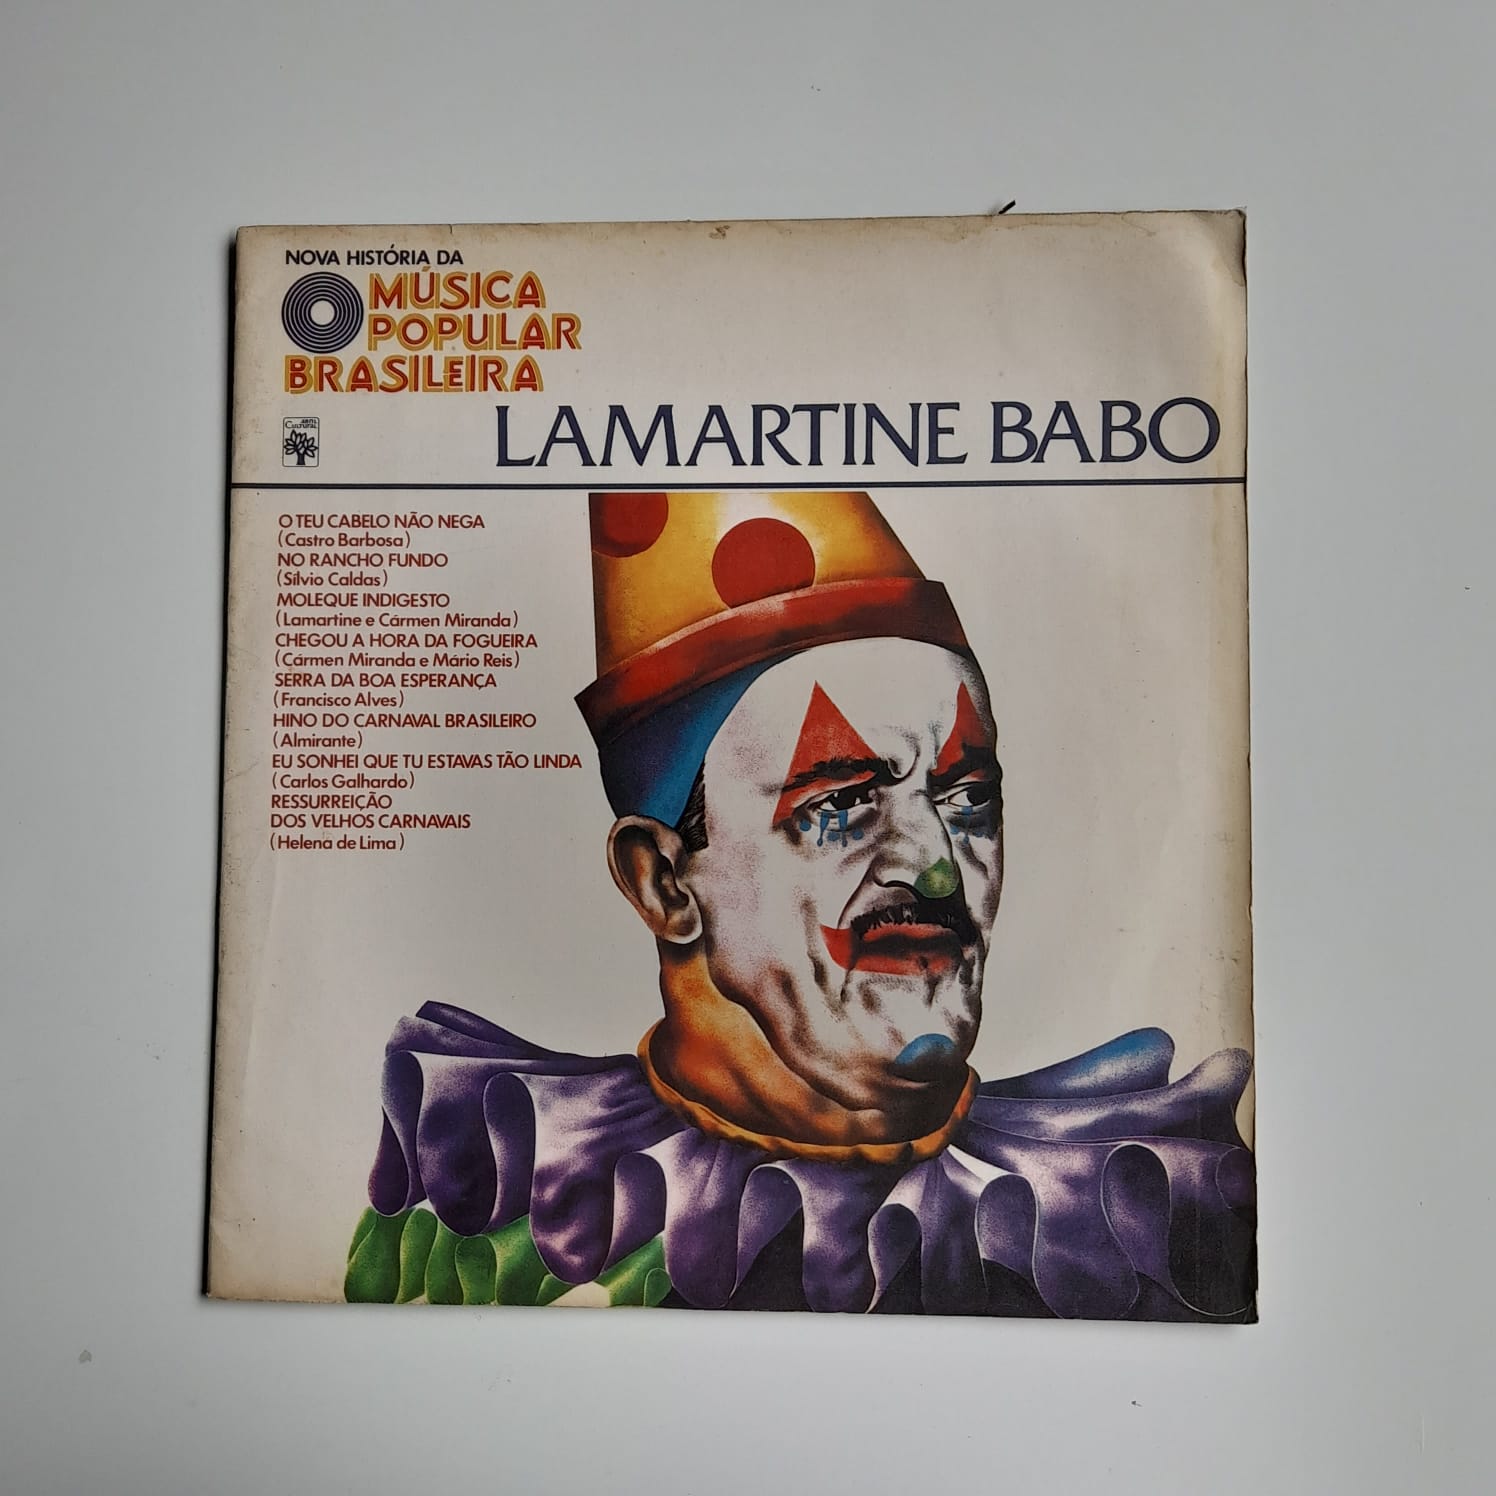 NOVA HISTÓRIA DA
MÚSICA
POPULAR
BRASILEIRA
ABRIL
CULTURAL
LAMARTINE BABO
O TEU CABELO NÃO NEGA
(Castro Barbosa)
NO RANCHO FUNDO
(Sílvio Caldas)
MOLEQUE INDIGESTO
(Lamartine e Cármen Miranda)
CHEGOU A HORA DA FOGUEIRA
(Cármen Miranda e Mário Reis)
SERRA DA BOA ESPERANÇA
(Francisco Alves)
HINO DO CARNAVAL BRASILEIRO
(Almirante)
EU SONHEI QUE TU ESTAVAS TÃO LINDA
(Carlos Galhardo)
RESSURREIÇÃO
DOS VELHOS CARNAVAIS
(Helena de Lima)